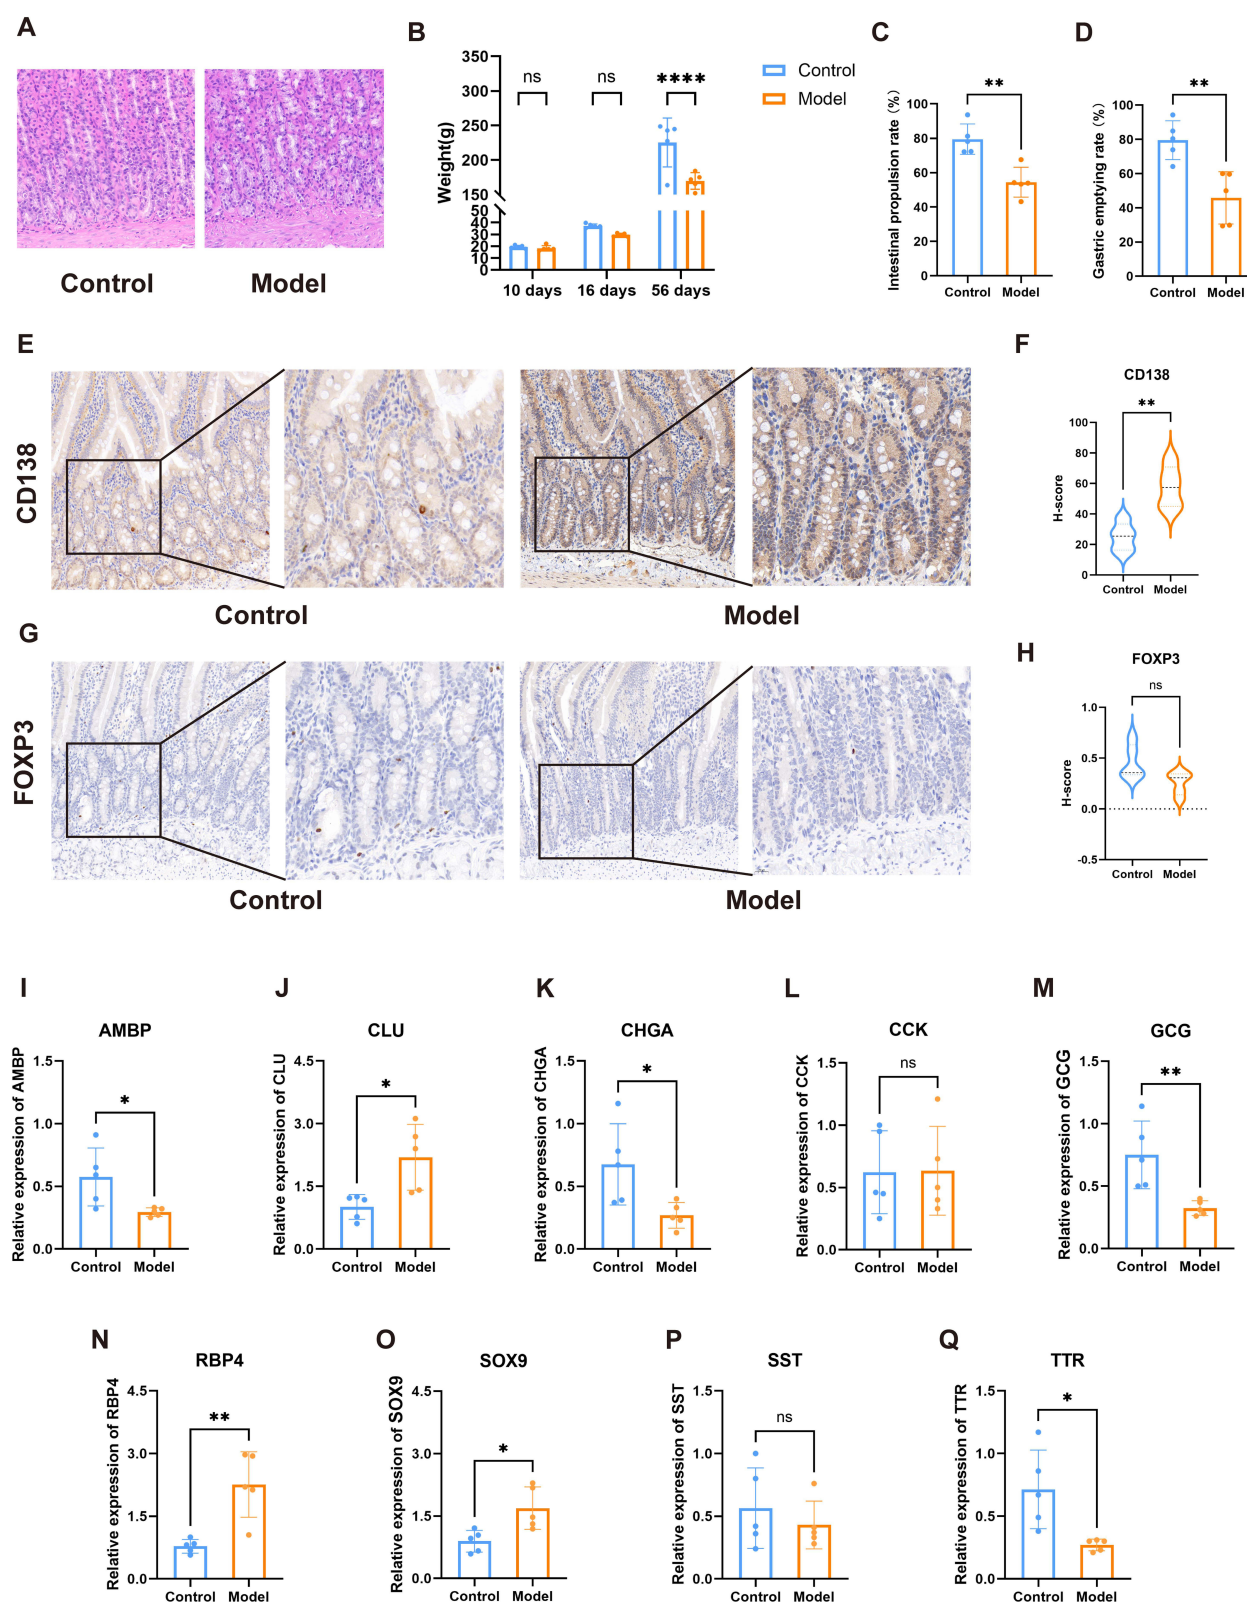 A
Control
Model
B
Weight(g)
350
300
250
200
150
50
40
30
20
10
0
ns
ns
****
10 days
16 days
56 days
Control
Model
C
Intestinal propulsion rate (%)
100
80
60
40
20
0
**
Control
Model
D
Gastric emptying rate (%)
100
80
60
40
20
0
**
Control
Model
E
CD138
Control
Model
F
CD138
**
H-score
100
80
60
40
20
0
Control
Model
G
FOXP3
Control
Model
H
FOXP3
ns
H-score
1.0
0.5
0.0
-0.5
Control
Model
I
AMBP
Relative expression of AMBP
1.5
1.0
0.5
0.0
*
Control
Model
J
CLU
Relative expression of CLU
4.5
3.0
1.5
0.0
*
Control
Model
K
CHGA
Relative expression of CHGA
1.5
1.0
0.5
0.0
*
Control
Model
L
CCK
Relative expression of CCK
1.5
1.0
0.5
0.0
ns
Control
Model
M
GCG
Relative expression of GCG
1.5
1.0
0.5
0.0
**
Control
Model
N
RBP4
Relative expression of RBP4
4.5
3.0
1.5
0.0
**
Control
Model
O
SOX9
Relative expression of SOX9
4.5
3.0
1.5
0.0
*
Control
Model
P
SST
Relative expression of SST
1.5
1.0
0.5
0.0
ns
Control
Model
Q
TTR
Relative expression of TTR
1.5
1.0
0.5
0.0
*
Control
Model